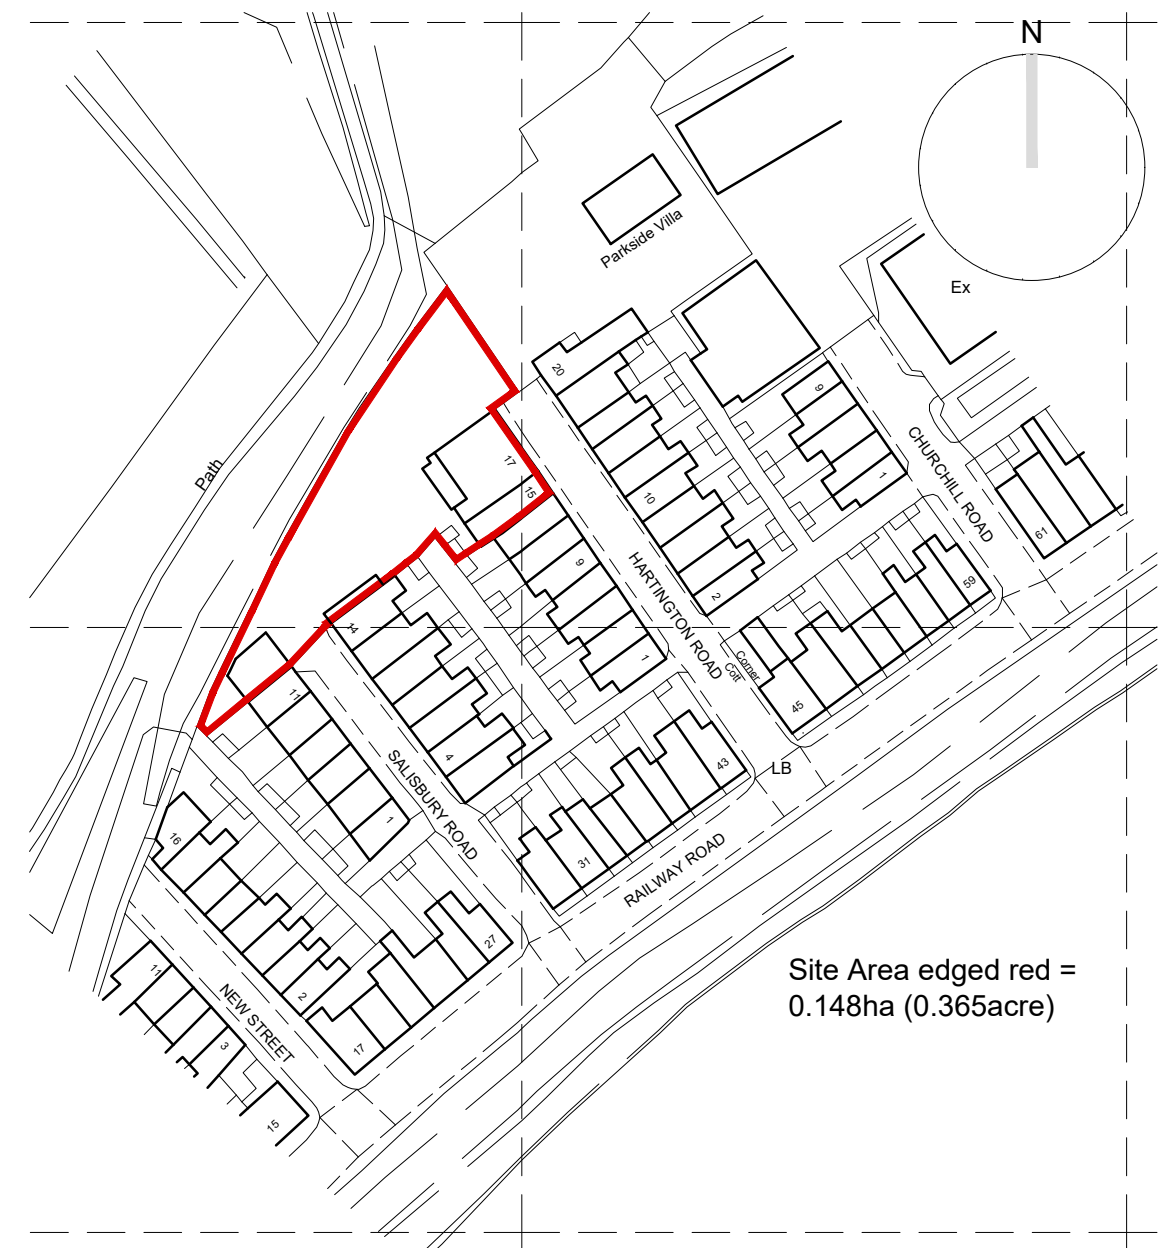 N
Parkside Villa
Ex
20
9
17
15
10
1
CHURCHILL ROAD
Path
61
9
59
HARTINGTON ROAD
2
14
1
Corner
Cott
11
45
4
43
LB
SALISBURY ROAD
1
16
31
RAILWAY ROAD
27
11
2
NEW STREET
3
17
15
Site Area edged red =
0.148ha (0.365acre)